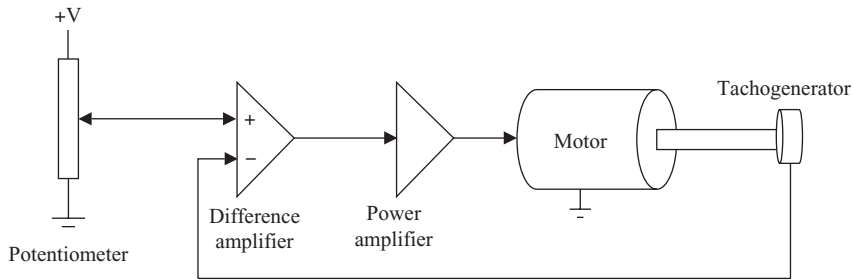 +V
Tachogenerator
+
Motor
−
Difference
amplifier
Power
amplifier
Potentiometer